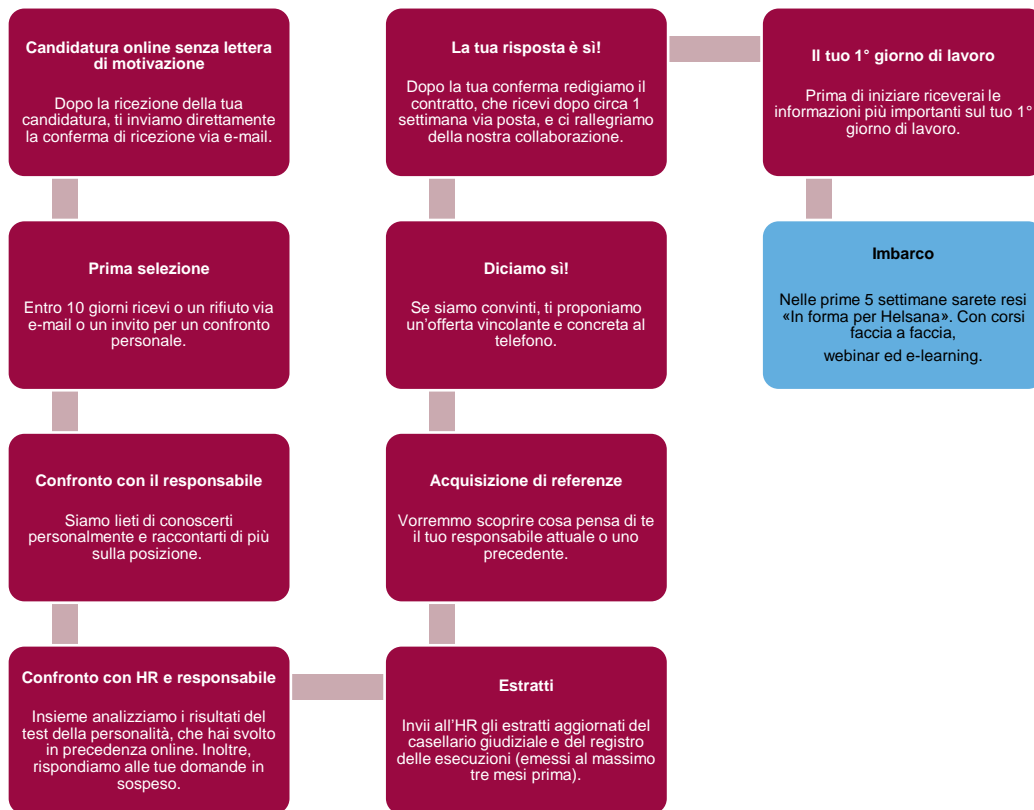 Candidatura online senza lettera
di motivazione
Dopo la ricezione della tua
candidatura, ti inviamo direttamente
la conferma di ricezione via e-mail.
Prima selezione
Entro 10 giorni ricevi o un rifiuto via
e-mail o un invito per un confronto
personale.
Confronto con il responsabile
Siamo lieti di conoscerti
personalmente e raccontarti di più
sulla posizione.
Confronto con HR e responsabile
Insieme analizziamo i risultati del
test della personalità, che hai svolto
in precedenza online. Inoltre,
rispondiamo alle tue domande in
sospeso.
Estratti
Invii all'HR gli estratti aggiornati del
casellario giudiziale e del registro
delle esecuzioni (emessi al massimo
tre mesi prima).
Acquisizione di referenze
Vorremmo scoprire cosa pensa di te
il tuo responsabile attuale o uno
precedente.
Diciamo sì!
Se siamo convinti, ti proponiamo
un'offerta vincolante e concreta al
telefono.
La tua risposta è sì!
Dopo la tua conferma redigiamo il
contratto, che ricevi dopo circa 1
settimana via posta, e ci rallegriamo
della nostra collaborazione.
Il tuo 1° giorno di lavoro
Prima di iniziare riceverai le
informazioni più importanti sul tuo 1°
giorno di lavoro.
Imbarco
Nelle prime 5 settimane sarete resi
«In forma per Helsana». Con corsi
faccia a faccia,
webinar ed e-learning.